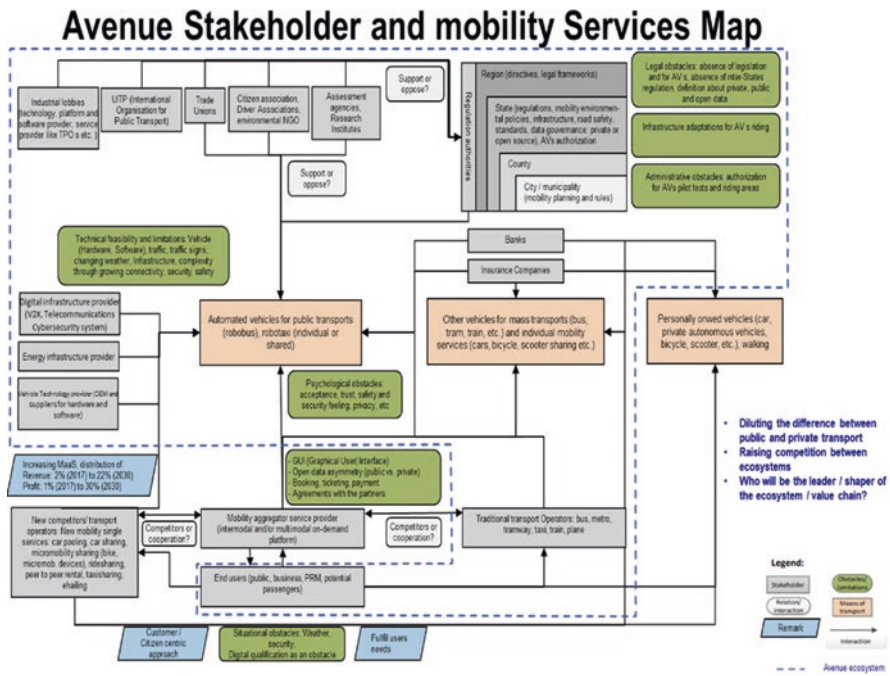 Avenue Stakeholder and mobility Services Map
Industrial lobbies
(technology, platform and
software provider, service
provider like TPO s etc. )
UITP (International
Organisation for
Public Transport)
Trade
Unions
Citizen association,
Driver Associations,
environmental NGO
Assessment
agencies,
Research
Institutes
Support or
oppose?
Support or
oppose?
Regulation authorities
Region (directives, legal frameworks)
State (regulations, mobility environmen-
tal policies, infrastructure, road safety,
standards, data governance: private or
open source), AVs authorization
County
City / municipality
(mobility planning and rules)
Legal obstacles: absence of legislation
and for AV s, absence of inter-States
regulation, definition about private,
public and open data.
Infrastructure adaptations for AV s riding
Administrative obstacles: authorization
for AVs pilot tests and riding areas
Technical feasibility and limitations: Vehicle
(Hardware, Software), traffic, traffic signs,
changing weather, Infrastructure, complexity
through growing connectivity, security, safety
Banks
Insurance Companies
Digital infrastructure provider
(V2X, Telecommunications
Cybersecurity system)
Energy infrastructure provider
Vehicle Technology provider (OEM and
suppliers for hardware and
software)
Automated vehicles for public transports
(robobus), robotaxi (individual or
shared)
Other vehicles for mass transports (bus,
tram, train, etc.) and individual mobility
services (cars, bicycle, scooter sharing etc.)
Personally onwed vehicles (car,
private autonomous vehicles,
bicycle, scooter, etc.), walking
Psychological obstacles:
acceptance, trust, safety and
security feeling, privacy, etc
• Diluting the difference between
public and private transport
• Raising competition between
ecosystems
• Who will be the leader / shaper of
the ecosystem / value chain?
Increasing MaaS, distribution of
Revenue: 2% (2017) to 22% (2030)
Profit: 1% (2017) to 30% (2030)
- GUI (Graphical User Interface)
- Open data asymmetry (public vs. private)
- Booking, ticketing, payment
- Agreements with the partners
New competitors/ transport
operators: New mobility single
services: car pooling, car sharing,
micromobility sharing (bike,
micromob. devices), ridesharing,
peer to peer rental, taxisharing,
ehailing
Competitors or
cooperation?
Mobility aggregator service provider
(intermodal and/or multimodal on-demand
platform)
Competitors or
cooperation?
Traditional transport Operators: bus, metro,
tramway, taxi, train, plane
End users (public, business, PRM, potential
passengers)
Customer /
Citizen centric
approach
Situational obstacles: Weather,
security,
Digital qualification as an obstacle
Fulfil users
needs
Legend:
Stakeholder
Obstacles/
Limitations
Relation/
interaction
Means of
transport
Remark
Interaction
Avenue ecosystem